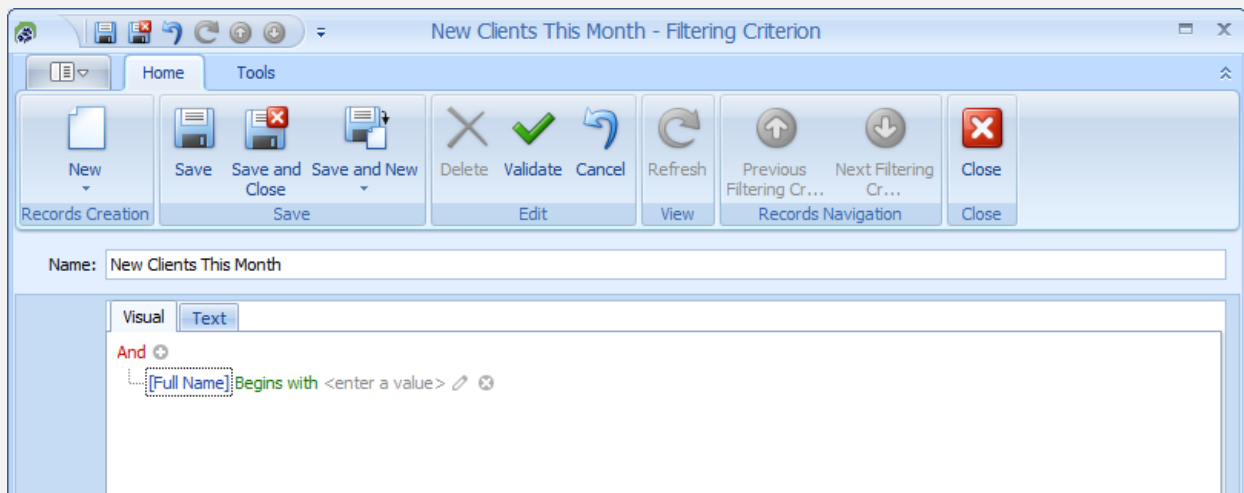 New Clients This Month - Filtering Criterion
Home Tools
New Save Save and Close Save and New Delete Validate Cancel Refresh Previous Filtering Cr... Next Filtering Cr... Close
Records Creation Save Edit View Records Navigation Close
Name: New Clients This Month
Visual Text
And
[Full Name] Begins with <enter a value>